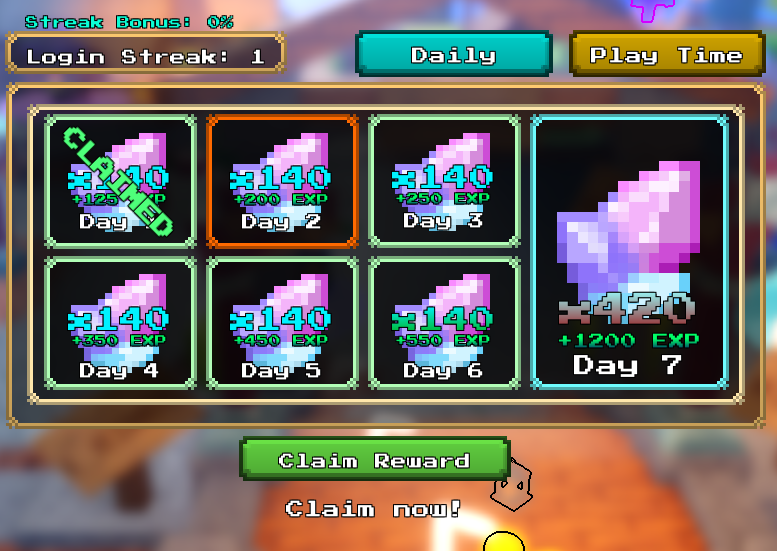 Streak Bonus: 0%
Login Streak: 1
Daily
Play Time
CLAIMED
x140
+125 EXP
Day
x140
+200 EXP
Day 2
x140
+250 EXP
Day 3
x140
+350 EXP
Day 4
x140
+450 EXP
Day 5
x140
+550 EXP
Day 6
x420
+1200 EXP
Day 7
Claim Reward
Claim now!